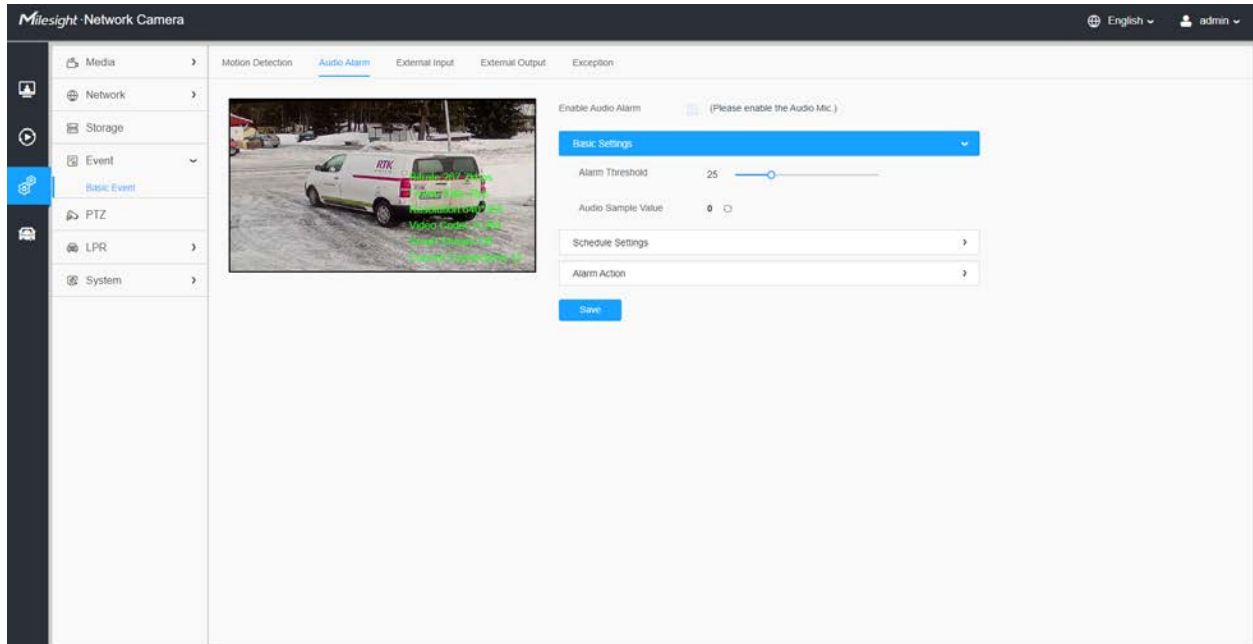 Milesight · Network Camera
English
admin
Media
Network
Storage
Event
Basic Event
PTZ
LPR
System
Motion Detection
Audio Alarm
External Input
External Output
Exception
RTK
Enable Audio Alarm
(Please enable the Audio Mic.)
Basic Settings
Alarm Threshold
25
Audio Sample Value
0
Schedule Settings
Alarm Action
Save